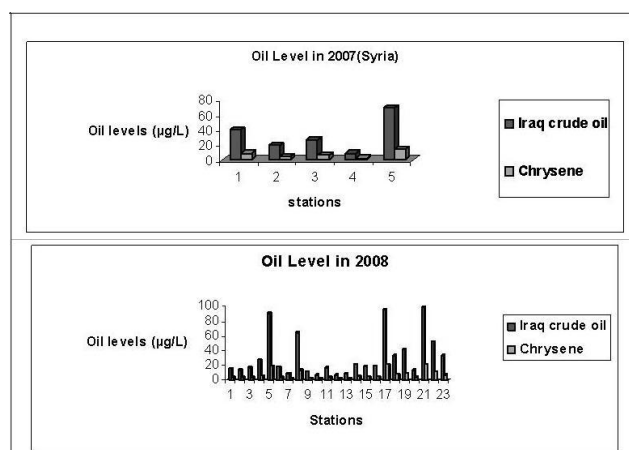 Oil Level in 2007(Syria)
Oil levels (µg/L)
80
60
40
20
0
1 2 3 4 5
stations
Iraq crude oil
Chrysene
Oil Level in 2008
Oil levels (µg/L)
100
80
60
40
20
0
1 3 5 7 9 11 13 15 17 19 21 23
Stations
Iraq crude oil
Chrysene